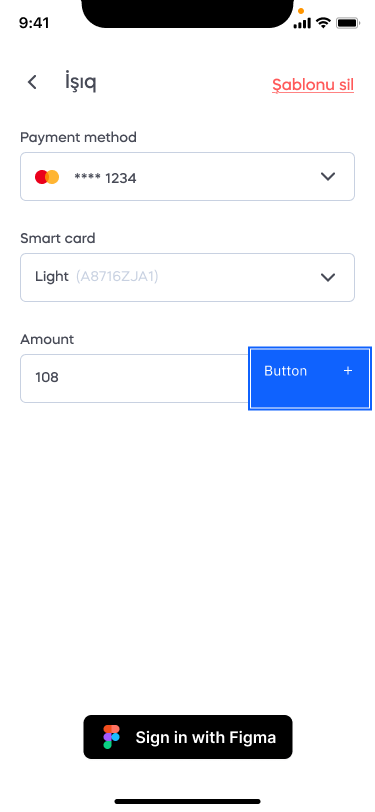 9:41
İşıq
Şablonu sil
Payment method
**** 1234
Smart card
Light (A8716ZJA1)
Amount
108
Button +
Sign in with Figma